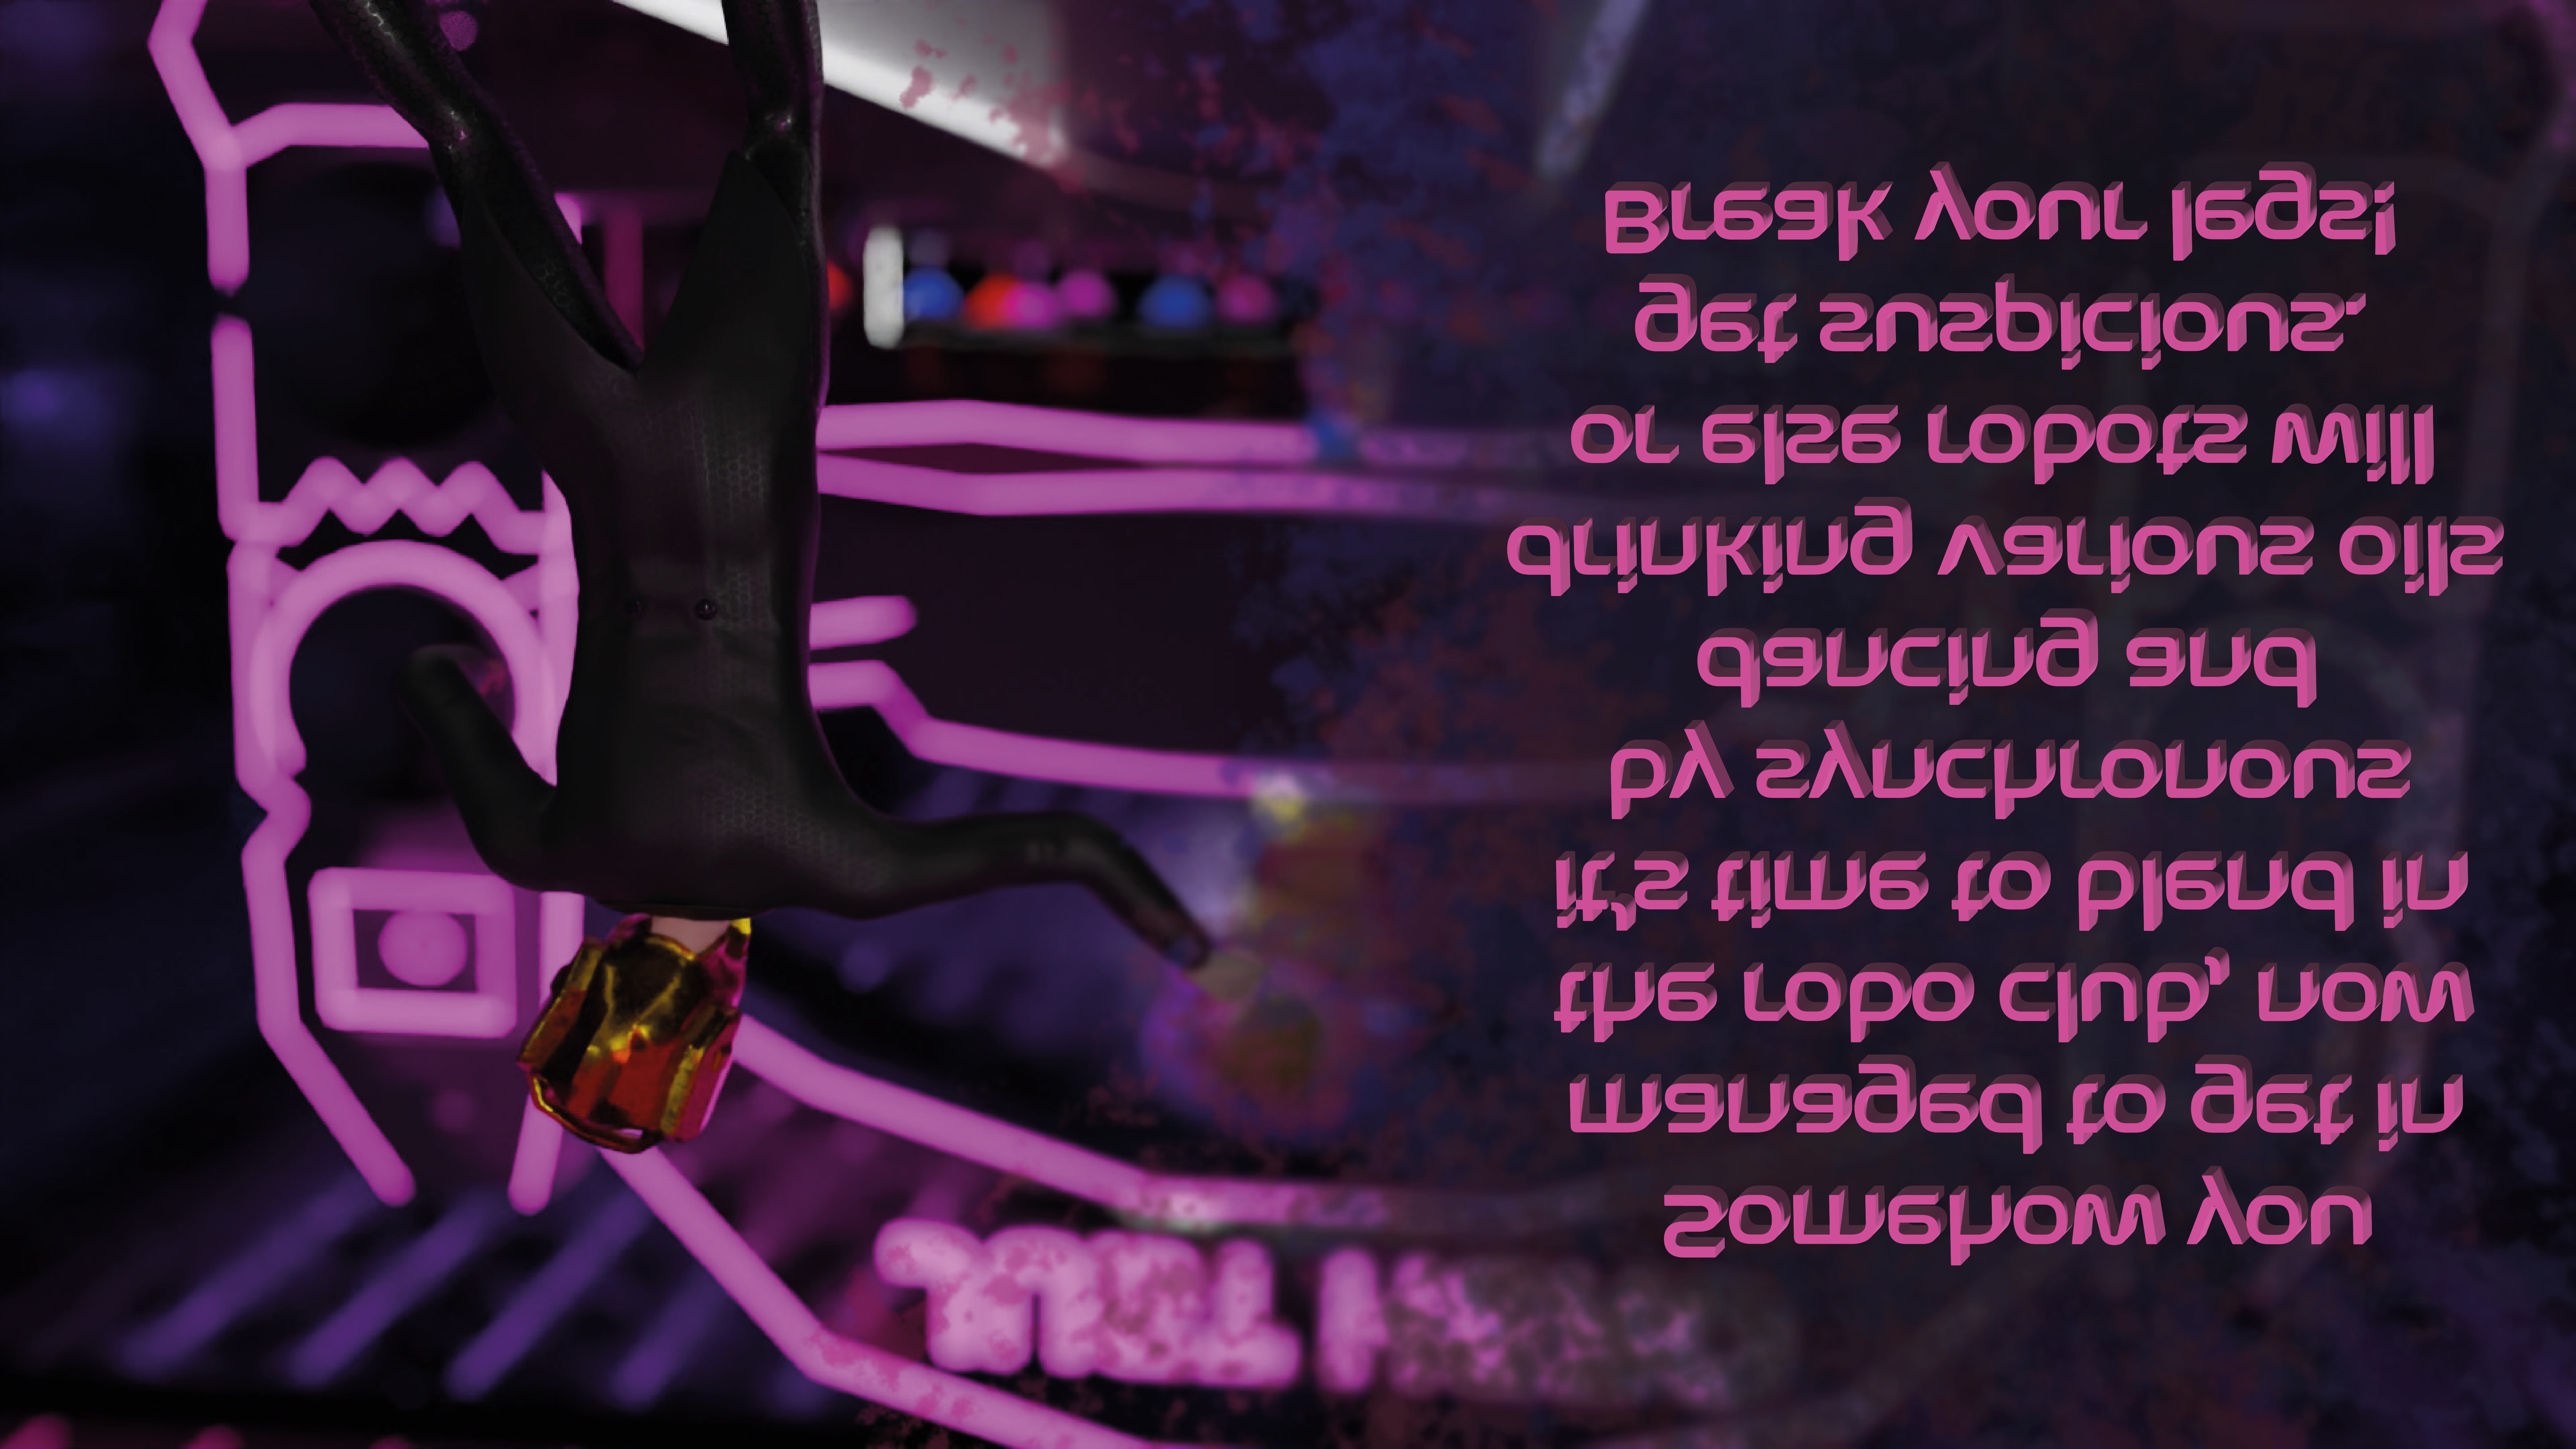 Somehow you
managed to get in
the robo club, now
it's time to blend in
by synchronous
dancing and
drinking various oils
or else robots will
get suspicious.
Break your legs!